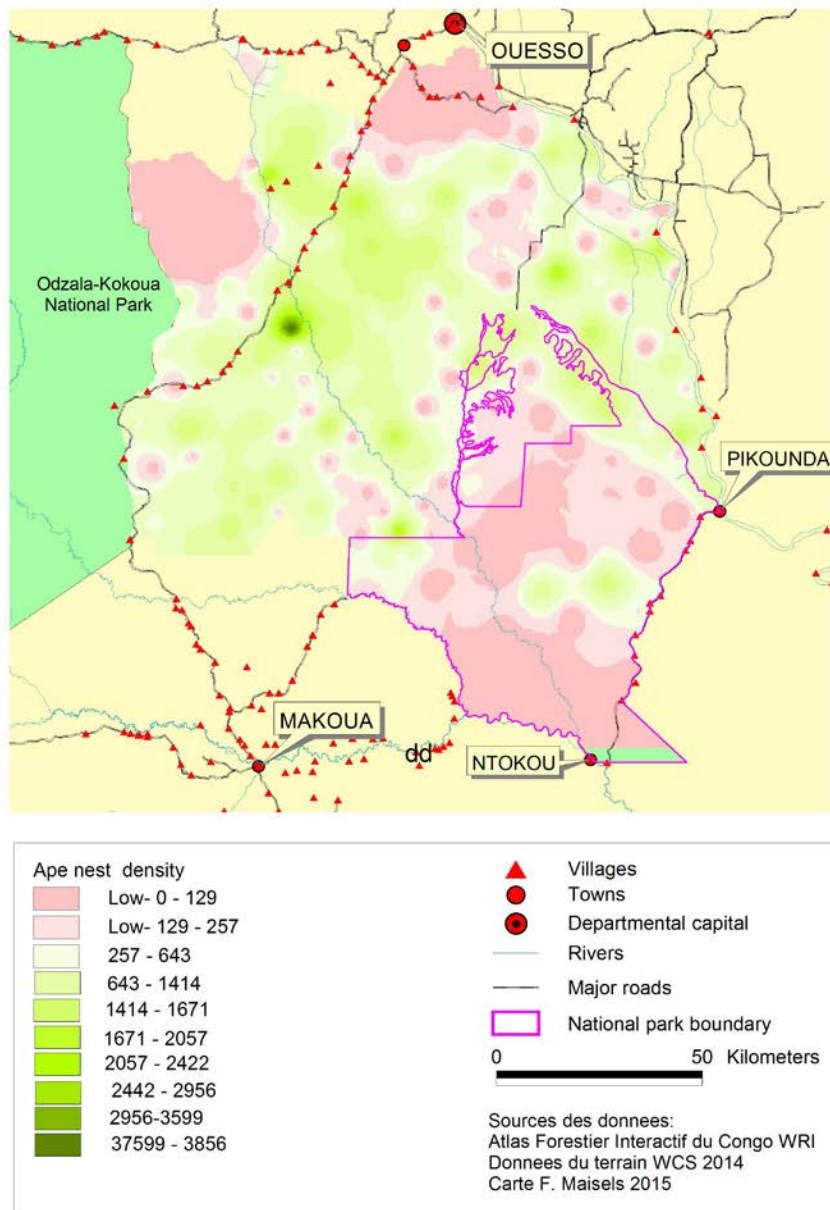 OUESSO
Odzala-Kokoua
National Park
PIKOUNDA
MAKOUA
dd
NTOKOU
Ape nest density
Low- 0 - 129
Low- 129 - 257
257 - 643
643 - 1414
1414 - 1671
1671 - 2057
2057 - 2422
2442 - 2956
2956-3599
37599 - 3856
Villages
Towns
Departmental capital
Rivers
Major roads
National park boundary
0 50 Kilometers
Sources des donnees:
Atlas Forestier Interactif du Congo WRI
Donnees du terrain WCS 2014
Carte F. Maisels 2015